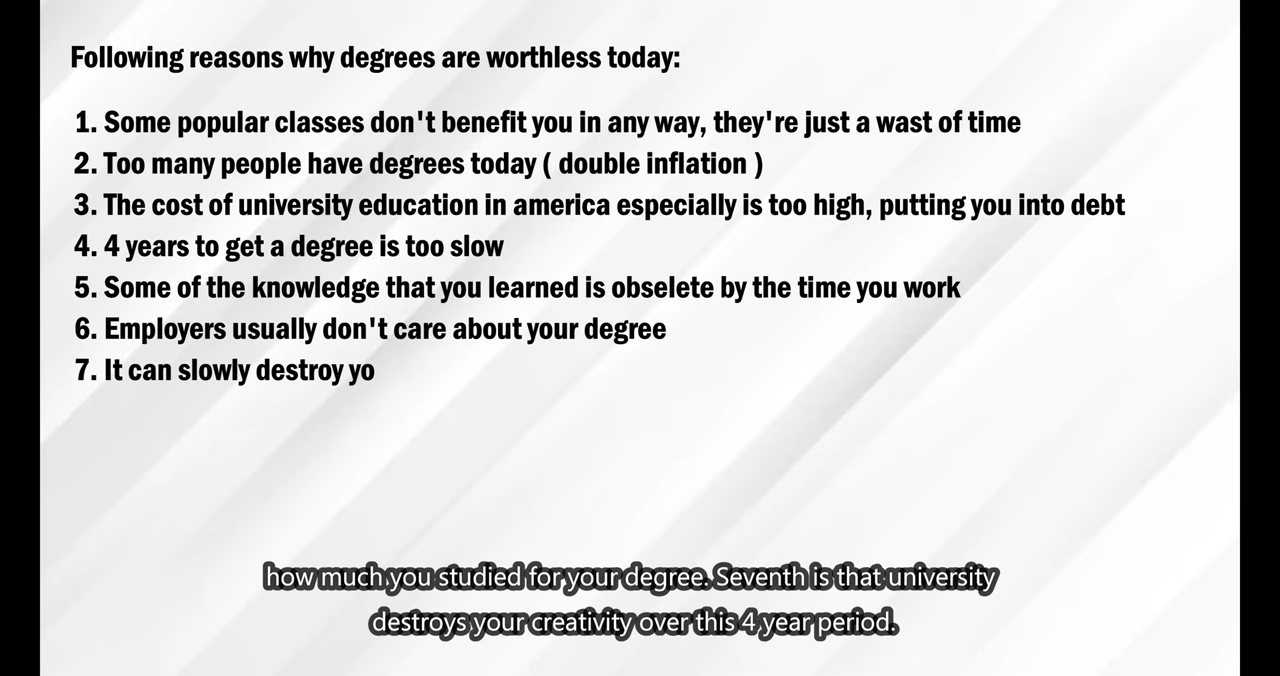 Following reasons why degrees are worthless today:
1. Some popular classes don't benefit you in any way, they're just a wast of time
2. Too many people have degrees today ( double inflation )
3. The cost of university education in america especially is too high, putting you into debt
4. 4 years to get a degree is too slow
5. Some of the knowledge that you learned is obselete by the time you work
6. Employers usually don't care about your degree
7. It can slowly destroy yo
how much you studied for your degree. Seventh is that university
destroys your creativity over this 4 year period.